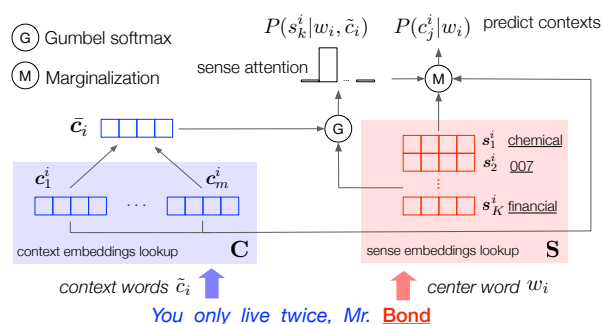 G Gumbel softmax
M Marginalization
P(s_k^i|w_i, c̃_i)
P(c_j^i|w_i) predict contexts
sense attention
...
M
c̄_i
G
s_1^i chemical
s_2^i 007
⋮
s_K^i financial
c_1^i
c_m^i
...
context embeddings lookup C
sense embeddings lookup S
context words c̃_i
center word w_i
You only live twice, Mr. Bond